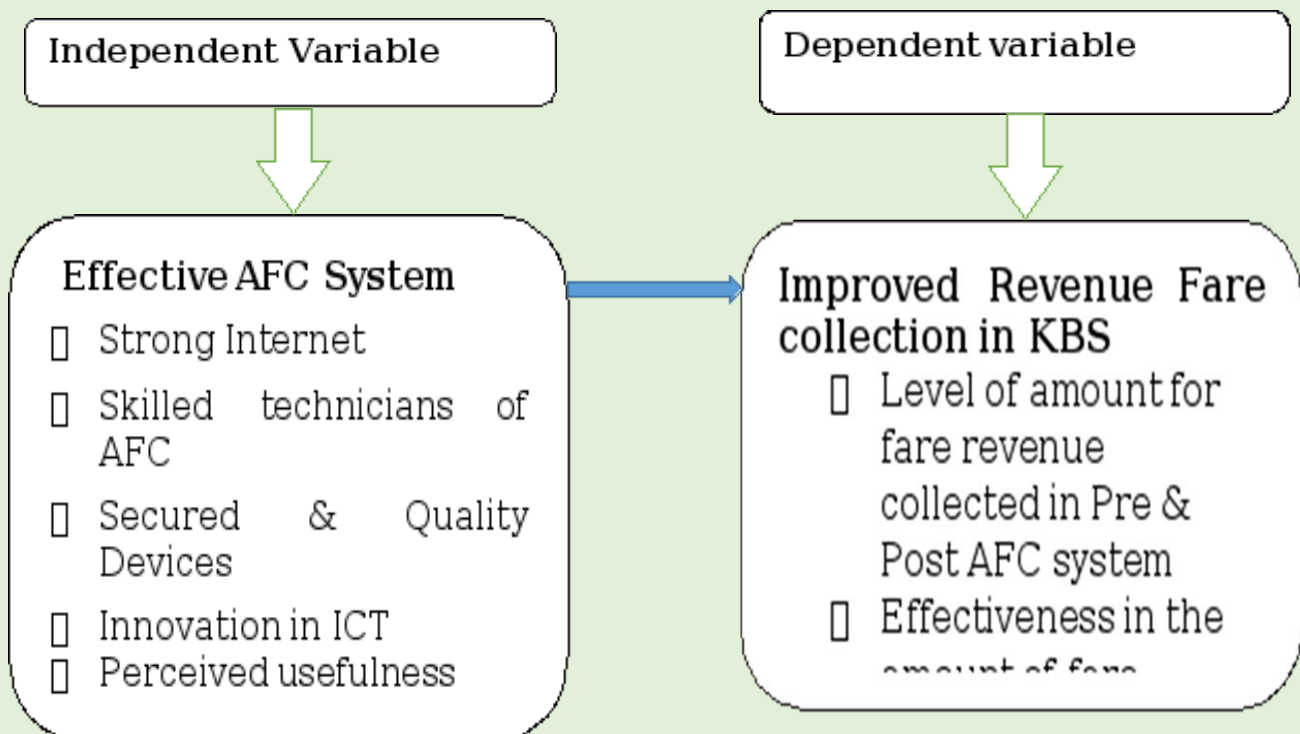 Independent Variable
Dependent variable
Effective AFC System
Strong Internet
Skilled technicians of
AFC
Secured & Quality
Devices
Innovation in ICT
Perceived usefulness
Improved Revenue Fare
collection in KBS
Level of amount for
fare revenue
collected in Pre &
Post AFC system
Effectiveness in the